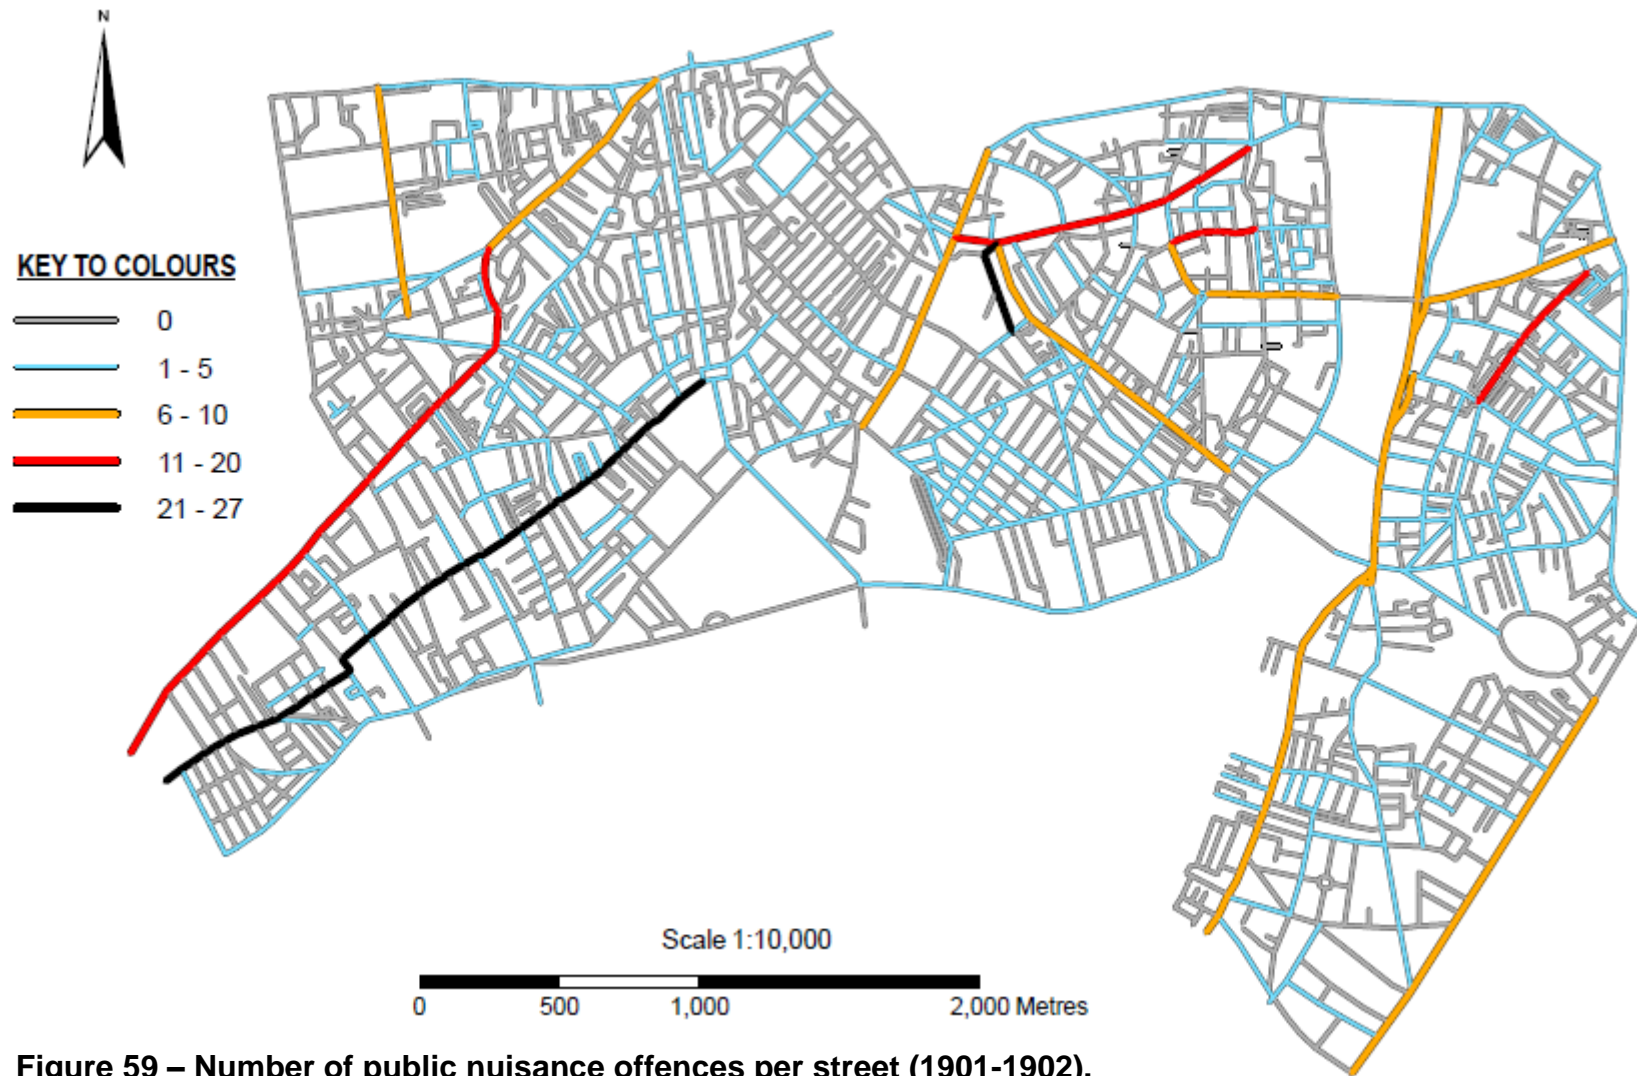 N
KEY TO COLOURS
0
1 - 5
6 - 10
11 - 20
21 - 27
Scale 1:10,000
0 500 1,000 2,000 Metres
Figure 59 – Number of public nuisance offences per street (1901-1902).